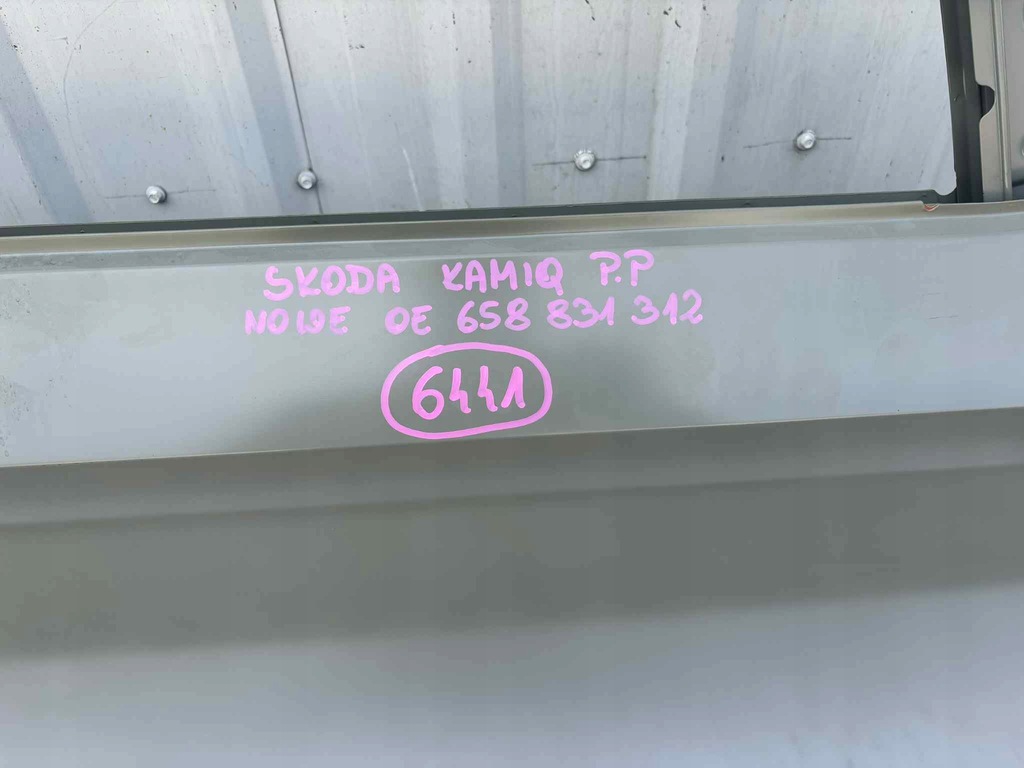 SKODA KAMIQ P.P
NOWE OE 658 831 312
6441